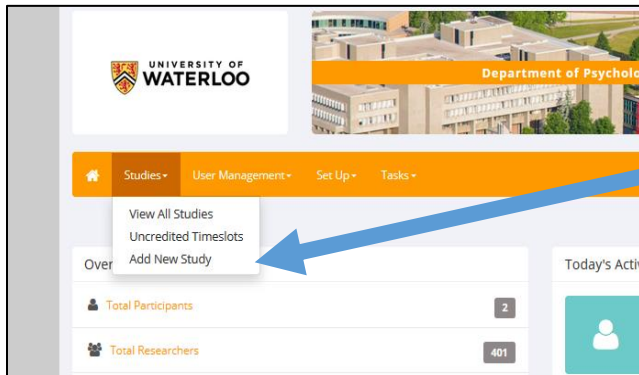 UNIVERSITY OF
WATERLOO
Department of Psycholo
Studies
User Management
Set Up
Tasks
View All Studies
Uncredited Timeslots
Add New Study
Over
Today's Acti
Total Participants
2
Total Researchers
401